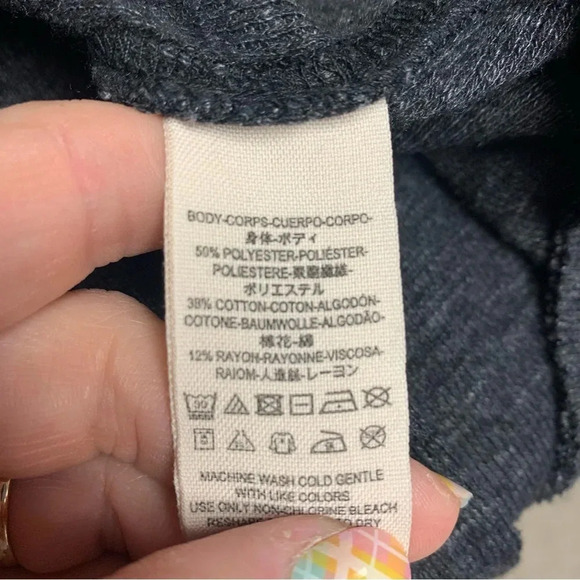 BODY-CORPS-CUERPO-CORPO-
身体-ボディ
50% POLYESTER-POLIÉSTER-
POLIESTERE-聚酯纖維-
ポリエステル
38% COTTON-COTON-ALGODÓN-
COTONE-BAUMWOLLE-ALGODÃO-
棉花-綿
12% RAYON-RAYONNE-VISCOSA-
RAIOM-人造絲-レーヨン
30
MACHINE WASH COLD GENTLE
WITH LIKE COLORS
USE ONLY NON-CHLORINE BLEACH